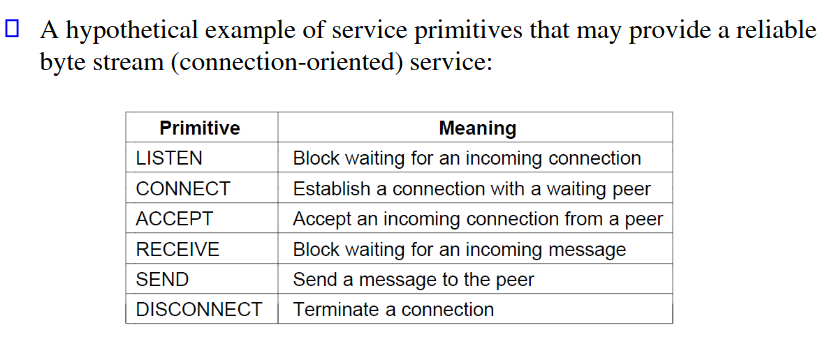 A hypothetical example of service primitives that may provide a reliable
byte stream (connection-oriented) service:
Primitive Meaning
LISTEN Block waiting for an incoming connection
CONNECT Establish a connection with a waiting peer
ACCEPT Accept an incoming connection from a peer
RECEIVE Block waiting for an incoming message
SEND Send a message to the peer
DISCONNECT Terminate a connection